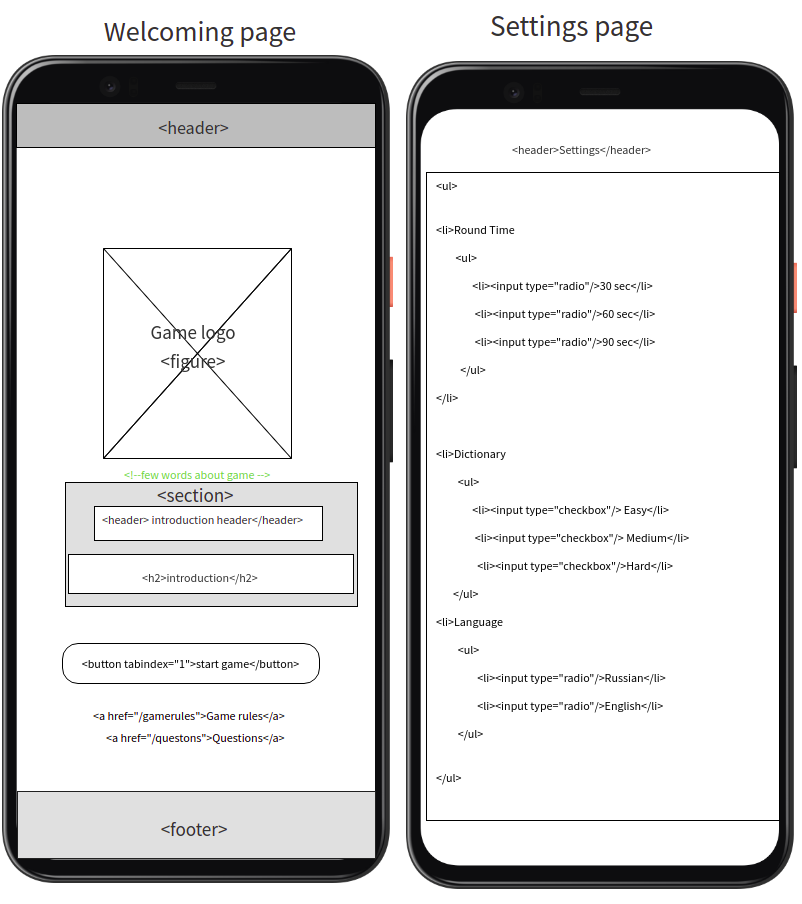 Welcoming page
<header>
Game logo
<figure>
<!--few words about game -->
<section>
<header> introduction header</header>
<h2>introduction</h2>
<button tabindex="1">start game</button>
<a href="/gamerules">Game rules</a>
<a href="/questons">Questions</a>
<footer>
Settings page
<header>Settings</header>
<ul>
<li>Round Time
<ul>
<li><input type="radio"/>30 sec</li>
<li><input type="radio"/>60 sec</li>
<li><input type="radio"/>90 sec</li>
</ul>
</li>
<li>Dictionary
<ul>
<li><input type="checkbox"/> Easy</li>
<li><input type="checkbox"/> Medium</li>
<li><input type="checkbox"/>Hard</li>
</ul>
<li>Language
<ul>
<li><input type="radio"/>Russian</li>
<li><input type="radio"/>English</li>
</ul>
</ul>